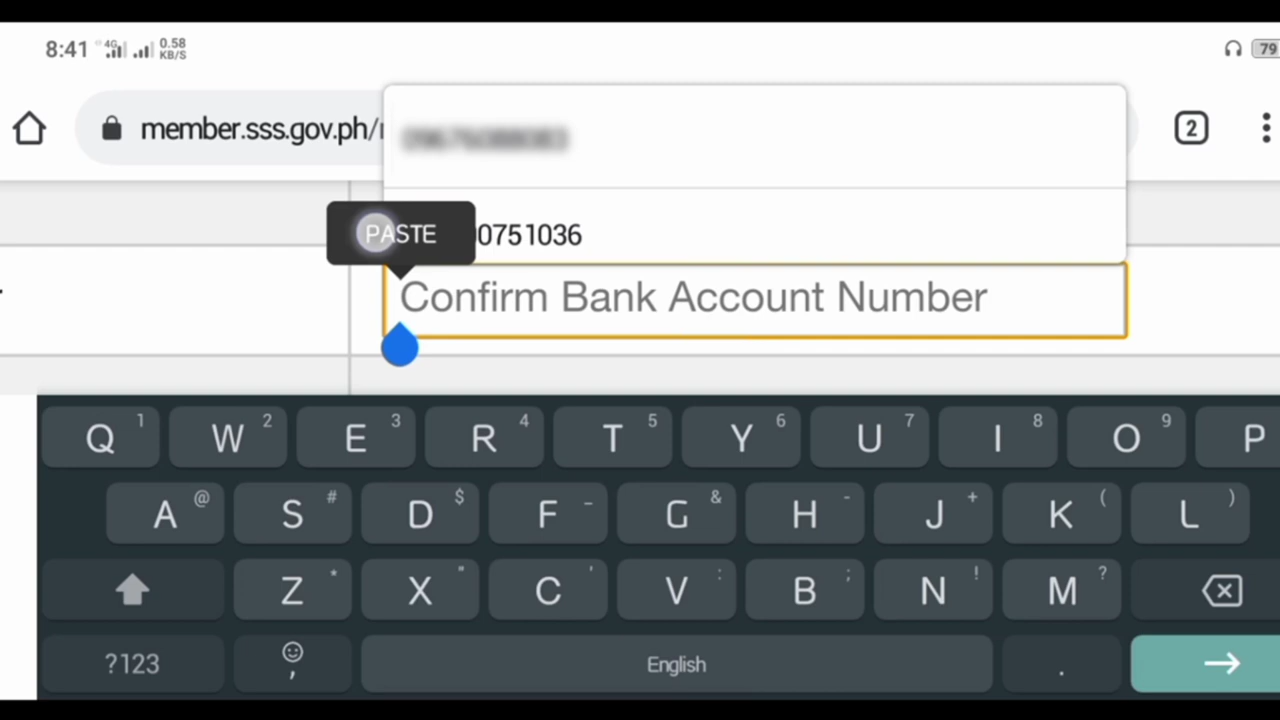 8:41 4G 0.58 KB/S 79
member.sss.gov.ph/ 2
PASTE 0751036
Confirm Bank Account Number
Q 1 W 2 E 3 R 4 T 5 Y 6 U 7 I 8 O 9 P
A @ S # D $ F _ G & H - J + K ( L )
Z * X " C ' V : B ; N ! M ?
?123 , English .